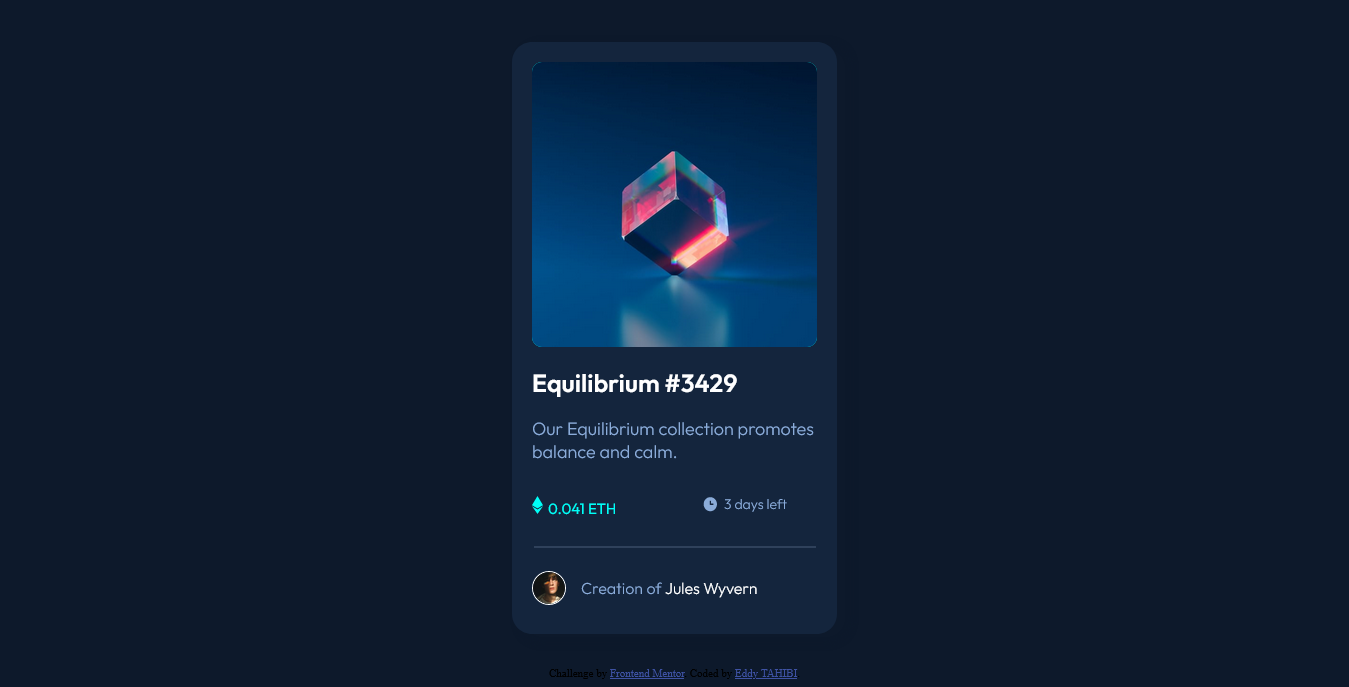 Equilibrium #3429
Our Equilibrium collection promotes
balance and calm.
0.041 ETH
3 days left
Creation of Jules Wyvern
Challenge by Frontend Mentor Coded by Eddy TAHIBI